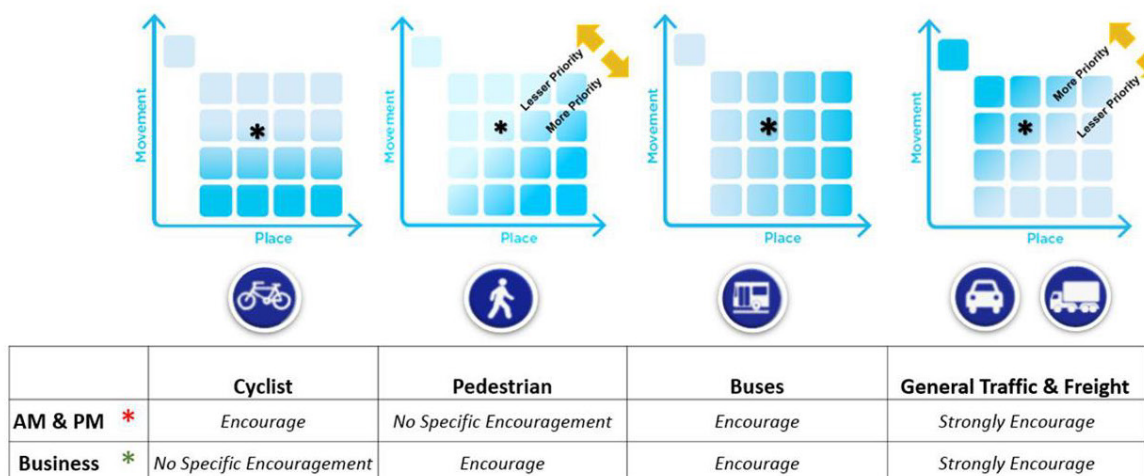 Movement
Place
Movement
Place
Lesser Priority
More Priority
Movement
Place
Movement
Place
More Priority
Lesser Priority
Cyclist Pedestrian Buses General Traffic & Freight
AM & PM * Encourage No Specific Encouragement Encourage Strongly Encourage
Business * No Specific Encouragement Encourage Encourage Strongly Encourage